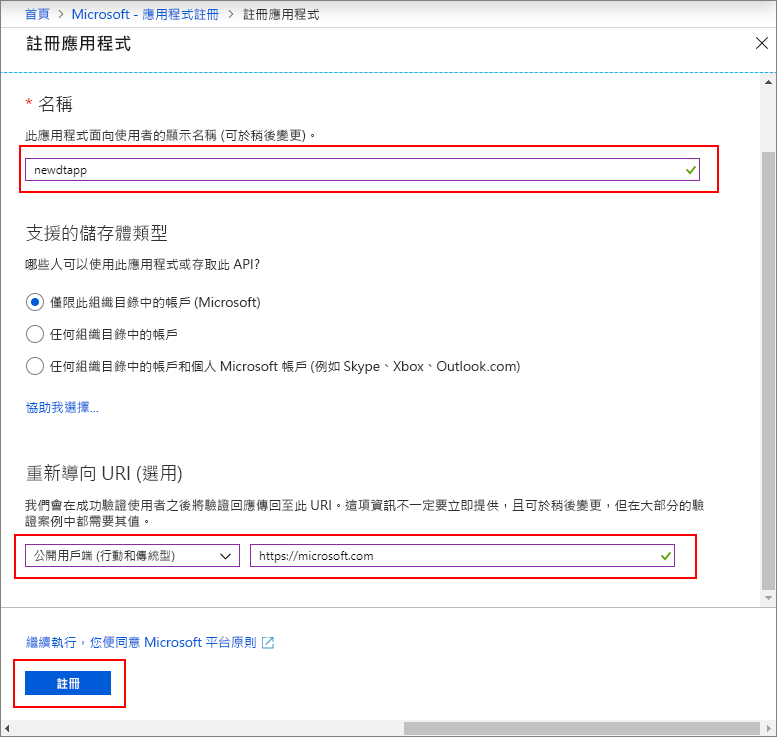 首頁 > Microsoft - 應用程式註冊 > 註冊應用程式
註冊應用程式
* 名稱
此應用程式面向使用者的顯示名稱 (可於稍後變更)。
newdtapp
支援的儲存體類型
哪些人可以使用此應用程式或存取此 API?
僅限此組織目錄中的帳戶 (Microsoft)
任何組織目錄中的帳戶
任何組織目錄中的帳戶和個人 Microsoft 帳戶 (例如 Skype、Xbox、Outlook.com)
協助我選擇...
重新導向 URI (選用)
我們會在成功驗證使用者之後將驗證回應傳回至此 URI。這項資訊不一定要立即提供，且可於稍後變更，但在大部分的驗
證案例中都需要其值。
公開用戶端 (行動和傳統型) https://microsoft.com
繼續執行，您便同意 Microsoft 平台原則
註冊